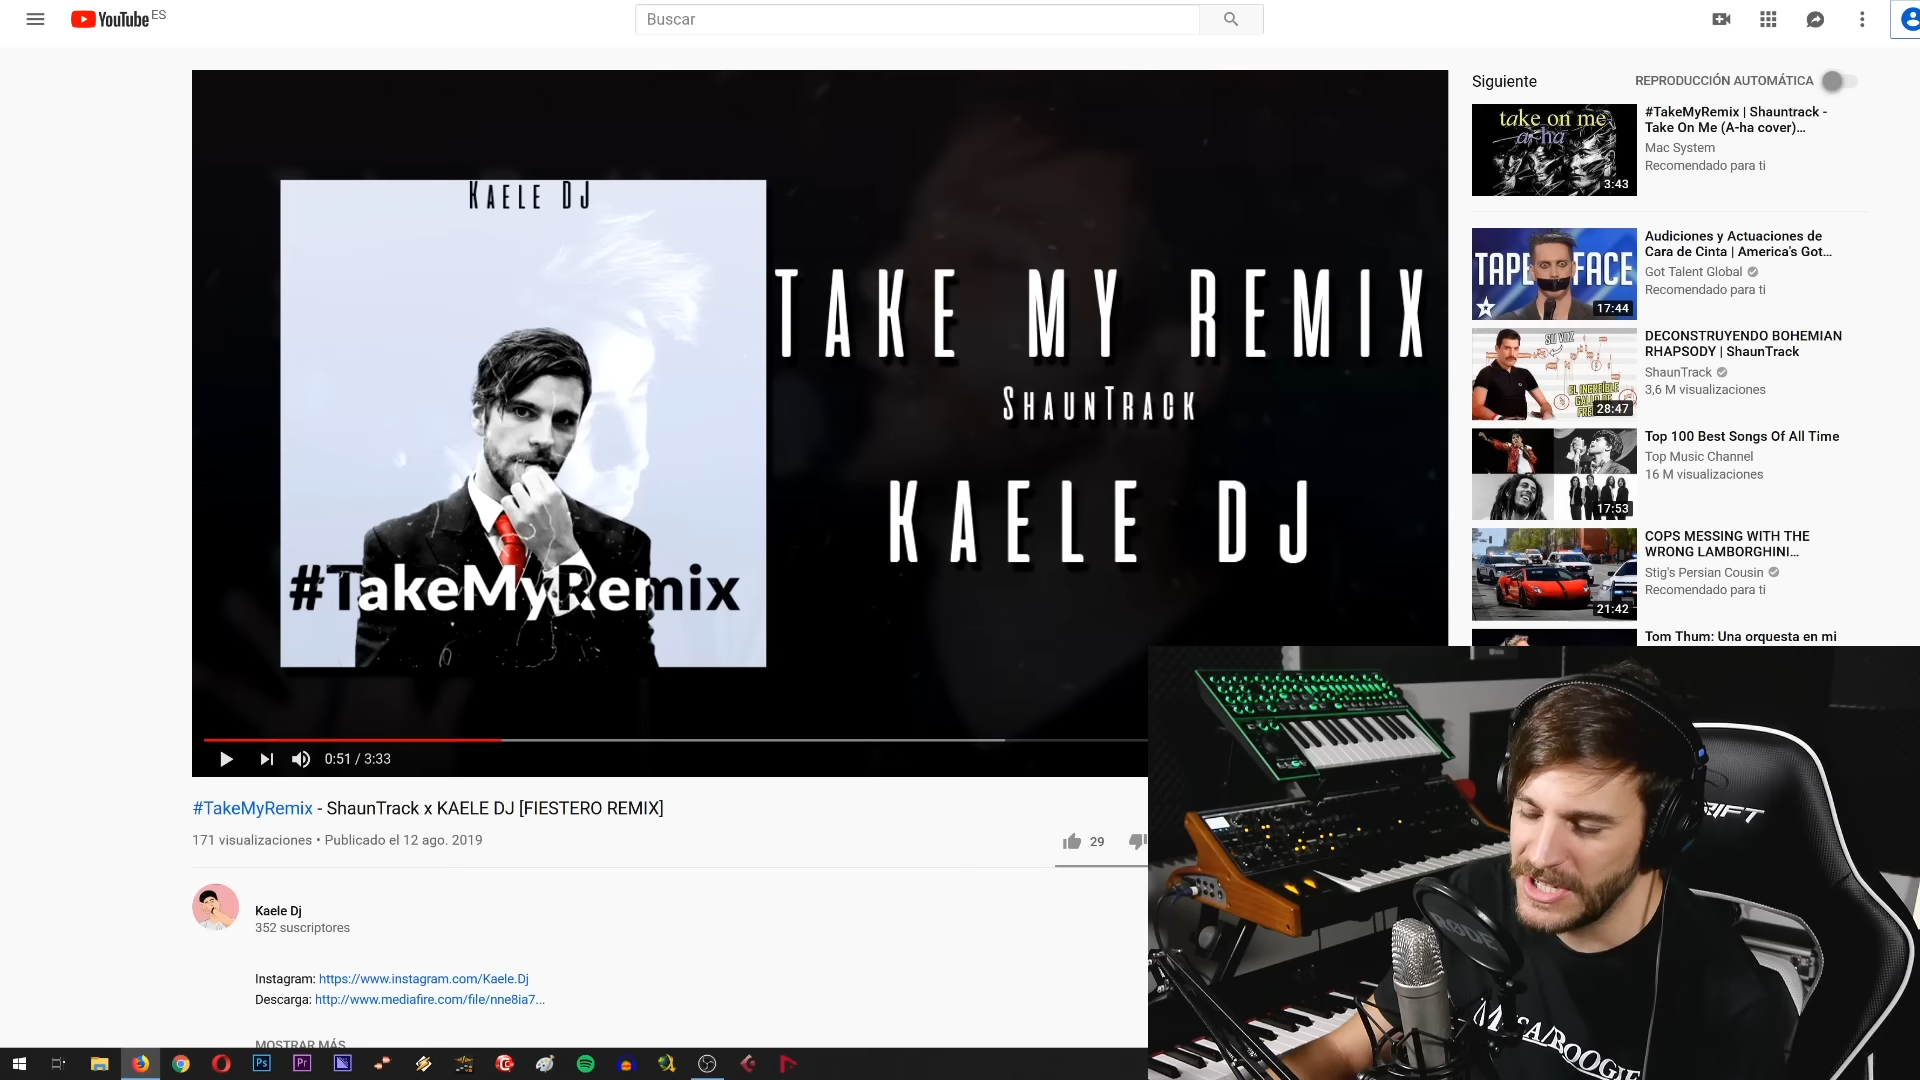 YouTube ES
Buscar
KAELE DJ
#TakeMyRemix
TAKE MY REMIX
SHAUNTRACK
KAELE DJ
0:51 / 3:33
#TakeMyRemix - ShaunTrack x KAELE DJ [FIESTERO REMIX]
171 visualizaciones • Publicado el 12 ago. 2019
29
Kaele Dj
352 suscriptores
Instagram: https://www.instagram.com/Kaele.Dj
Descarga: http://www.mediafire.com/file/nne8ia7...
MOSTRAR MÁS
Siguiente
REPRODUCCIÓN AUTOMÁTICA
take on me
a-ha
3:43
#TakeMyRemix | Shauntrack -
Take On Me (A-ha cover)...
Mac System
Recomendado para ti
TAPE FACE
17:44
Audiciones y Actuaciones de
Cara de Cinta | America's Got...
Got Talent Global
Recomendado para ti
SU VOZ
EL INCREÍBLE
28:47
DECONSTRUYENDO BOHEMIAN
RHAPSODY | ShaunTrack
ShaunTrack
3,6 M visualizaciones
17:53
Top 100 Best Songs Of All Time
Top Music Channel
16 M visualizaciones
21:42
COPS MESSING WITH THE
WRONG LAMBORGHINI...
Stig's Persian Cousin
Recomendado para ti
Tom Thum: Una orquesta en mi
RØDE
Ps
Pr